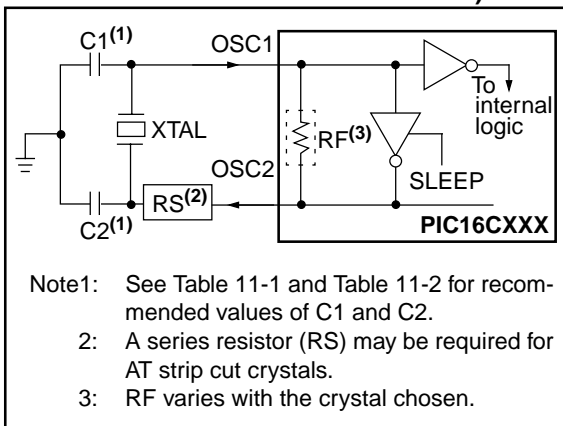 C1(1)
OSC1
To
internal
logic
XTAL
RF(3)
OSC2
SLEEP
RS(2)
C2(1)
PIC16CXXX
Note1: See Table 11-1 and Table 11-2 for recom-
mended values of C1 and C2.
2: A series resistor (RS) may be required for
AT strip cut crystals.
3: RF varies with the crystal chosen.